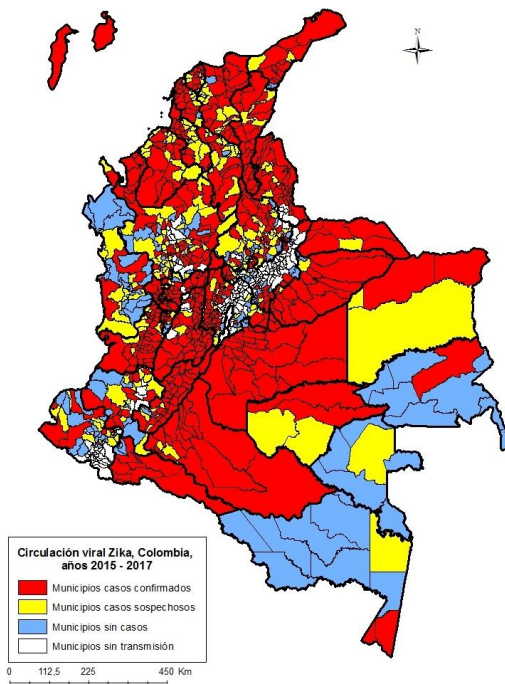 N
Circulación viral Zika, Colombia,
años 2015 - 2017
Municipios casos confirmados
Municipios casos sospechosos
Municipios sin casos
Municipios sin transmisión
0 112,5 225 450 Km